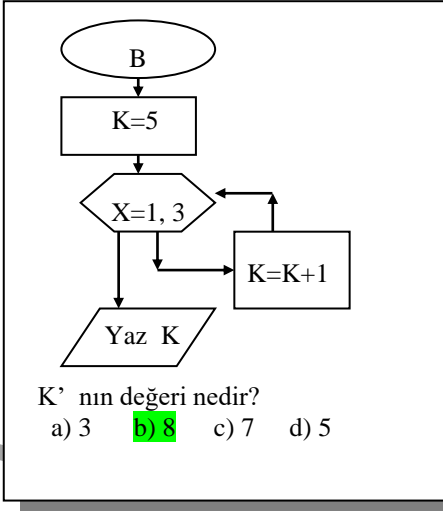 B
K=5
X=1, 3
K=K+1
Yaz K
K’ nın değeri nedir?
a) 3 b) 8 c) 7 d) 5